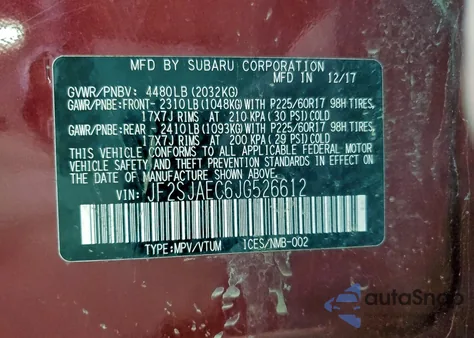 MFD BY SUBARU CORPORATION
MFD IN JAPAN 12/17
GVWR/PNBV: 4480LB (2032KG)
GAWR/PNBE:FRONT- 2310LB(1048KG)WITH P225/60R17 98H TIRES,
17X7J RIMS AT 210 KPA(30 PSI)COLD
GAWR/PNBE:REAR - 2410LB(1093KG)WITH P225/60R17 98H TIRES,
17X7J RIMS AT 200 KPA(29 PSI)COLD
THIS VEHICLE CONFORMS TO ALL APPLICABLE FEDERAL MOTOR
VEHICLE SAFETY AND THEFT PREVENTION STANDARDS IN EFFECT
ON THE DATE OF MANUFACTURE SHOWN ABOVE.
VIN: JF2SJAEC6JG526612
TYPE:MPV/VTUM ICES/NMB-002
autoSnap